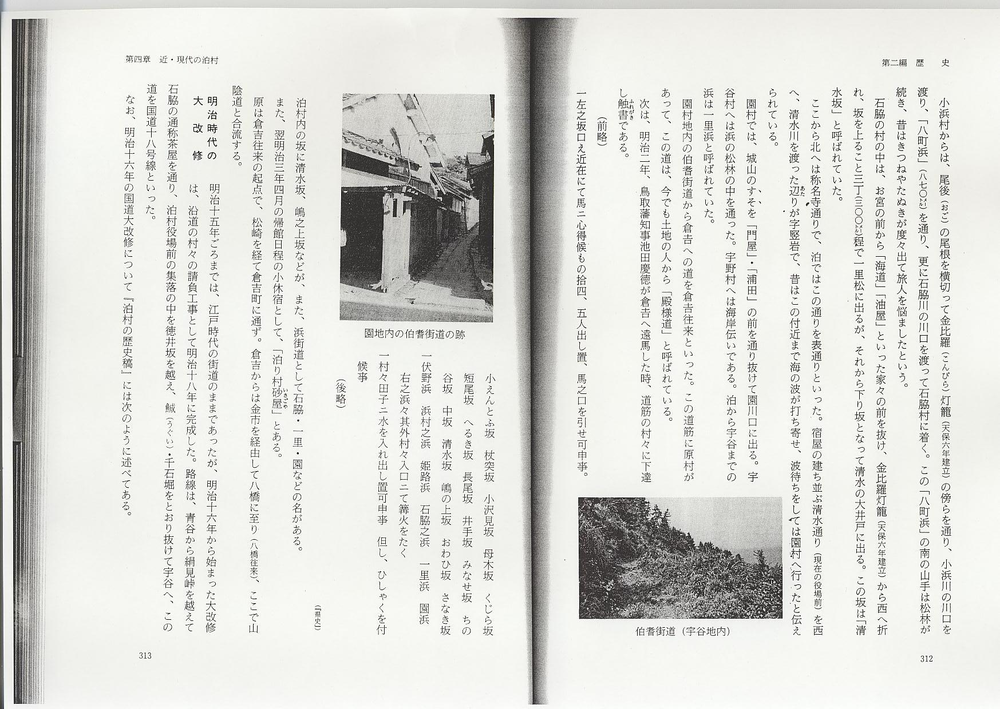 第二編　歴　　史
小浜村からは、尾後（おご）の尾根を横切って金比羅（こんぴら）灯籠（天保六年建立）の傍らを通り、小浜川の川口を
渡り、「八町浜」（八七〇メートル）を通り、更に石脇川の川口を渡って石脇村に着く。この「八町浜」の南の山手は松林が
続き、昔はきつねやたぬきが度々出て旅人を悩ましたという。
石脇の村の中は、お宮の前から「海道」「油屋」といった家々の前を抜け、金比羅灯籠（天保六年建立）から西へ折
れ、坂を上ること三丁（三〇〇メートル）程で一里松に出るが、それから下り坂となって清水の大井戸に出る。この坂は「清
水坂」と呼ばれていた。
ここから北へは称名寺通りで、泊ではこの通りを表通りといった。宿屋の建ち並ぶ清水通り（現在の役場前）を西
へ、清水川を渡った辺りが字竪岩で、昔はこの付近まで海の波が打ち寄せ、波待ちをしては園村へ行ったと伝え
あた
られている。
園村では、城山のすそを「門屋」・「浦田」の前を通り抜けて園川口に出る。宇
谷村へは浜の松林の中を通った。宇野村へは海岸伝いである。泊から宇谷までの
浜は一里浜と呼ばれていた。
園村地内の伯耆街道から倉吉への道を倉吉往来といった。この道筋に原村が
あって、この道は、今でも土地の人から「殿様道」と呼ばれている。
次は、明治二年、鳥取藩知事池田慶徳が倉吉へ遠馬した時、道筋の村々に下達
し触書である。
ふれがき
（前略）
一左之坂口え近在にて馬ニ心得候もの拾四、五人出し置、馬之口を引せ可申事。
伯耆街道（宇谷地内）
312
第四章　近・現代の泊村
園地内の伯耆街道の跡
小えんとふ坂　杖突坂　小沢見坂　母木坂　くじら坂
短尾坂　へるき坂　長尾坂　井手坂　みなせ坂　ちの
谷坂　中坂　清水坂　嶋の上坂　おわひ坂　さなき坂
一伏野浜　浜村之浜　姫路浜　石脇之浜　一里浜　園浜
右之浜々其外村々入口ニて篝火をたく
一村々田子ニ水を入れ出し置可申事　但し、ひしゃくを付
候事
（後略）
（『県史』）
泊村内の坂に清水坂、嶋之上坂などが、また、浜街道として石脇・一里・園などの名がある。
また、翌明治三年四月の帰館日程の小休宿として、「泊り村砂屋」とある。
いさごや
原は倉吉往来の起点で、松崎を経て倉吉町に通ず。倉吉からは金市を経由して八橋に至り（八橋往来）、ここで山
陰道と合流する。
明治時代の
大改修
明治十五年ごろまでは、江戸時代の街道のままであったが、明治十六年から始まった大改修
は、沿道の村々の請負工事として明治十八年に完成した。路線は、青谷から絹見峠を越えて
石脇の通称茶屋を通り、泊村役場前の集落の中を徳井坂を越え、鯎（うぐい）・千石堀をとおり抜けて宇谷へ、この
道を国道十八号線といった。
なお、明治十六年の国道大改修について『泊村の歴史稿』には次のように述べてある。
313